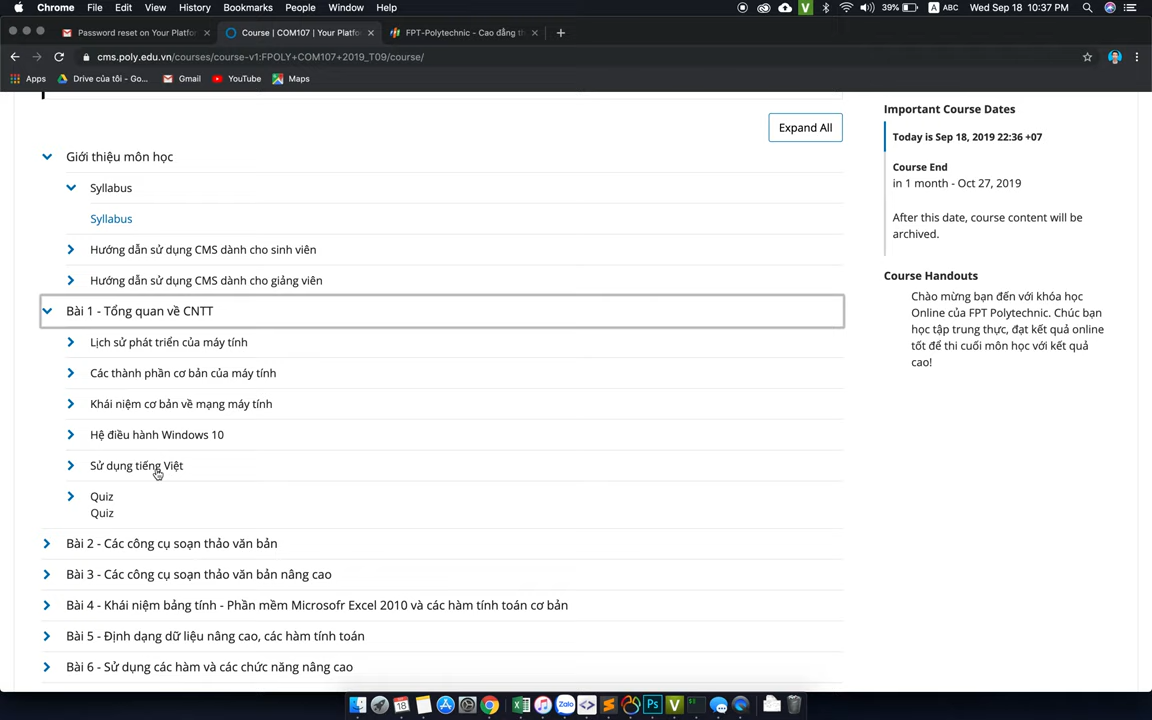 Chrome File Edit View History Bookmarks People Window Help
39% A ABC Wed Sep 18 10:37 PM
Password reset on Your Platfo
Course | COM107 | Your Platfo
FPT-Polytechnic - Cao đẳng t
cms.poly.edu.vn/courses/course-v1:FPOLY+COM107+2019_T09/course/
Apps Drive của tôi - Go... Gmail YouTube Maps
Expand All
Giới thiệu môn học
Syllabus
Syllabus
Hướng dẫn sử dụng CMS dành cho sinh viên
Hướng dẫn sử dụng CMS dành cho giảng viên
Bài 1 - Tổng quan về CNTT
Lịch sử phát triển của máy tính
Các thành phần cơ bản của máy tính
Khái niệm cơ bản về mạng máy tính
Hệ điều hành Windows 10
Sử dụng tiếng Việt
Quiz
Quiz
Bài 2 - Các công cụ soạn thảo văn bản
Bài 3 - Các công cụ soạn thảo văn bản nâng cao
Bài 4 - Khái niệm bảng tính - Phần mềm Microsofr Excel 2010 và các hàm tính toán cơ bản
Bài 5 - Định dạng dữ liệu nâng cao, các hàm tính toán
Bài 6 - Sử dụng các hàm và các chức năng nâng cao
Important Course Dates
Today is Sep 18, 2019 22:36 +07
Course End
in 1 month - Oct 27, 2019
After this date, course content will be
archived.
Course Handouts
Chào mừng bạn đến với khóa học
Online của FPT Polytechnic. Chúc bạn
học tập trung thực, đạt kết quả online
tốt để thi cuối môn học với kết quả
cao!
18
Zalo
Ps
V